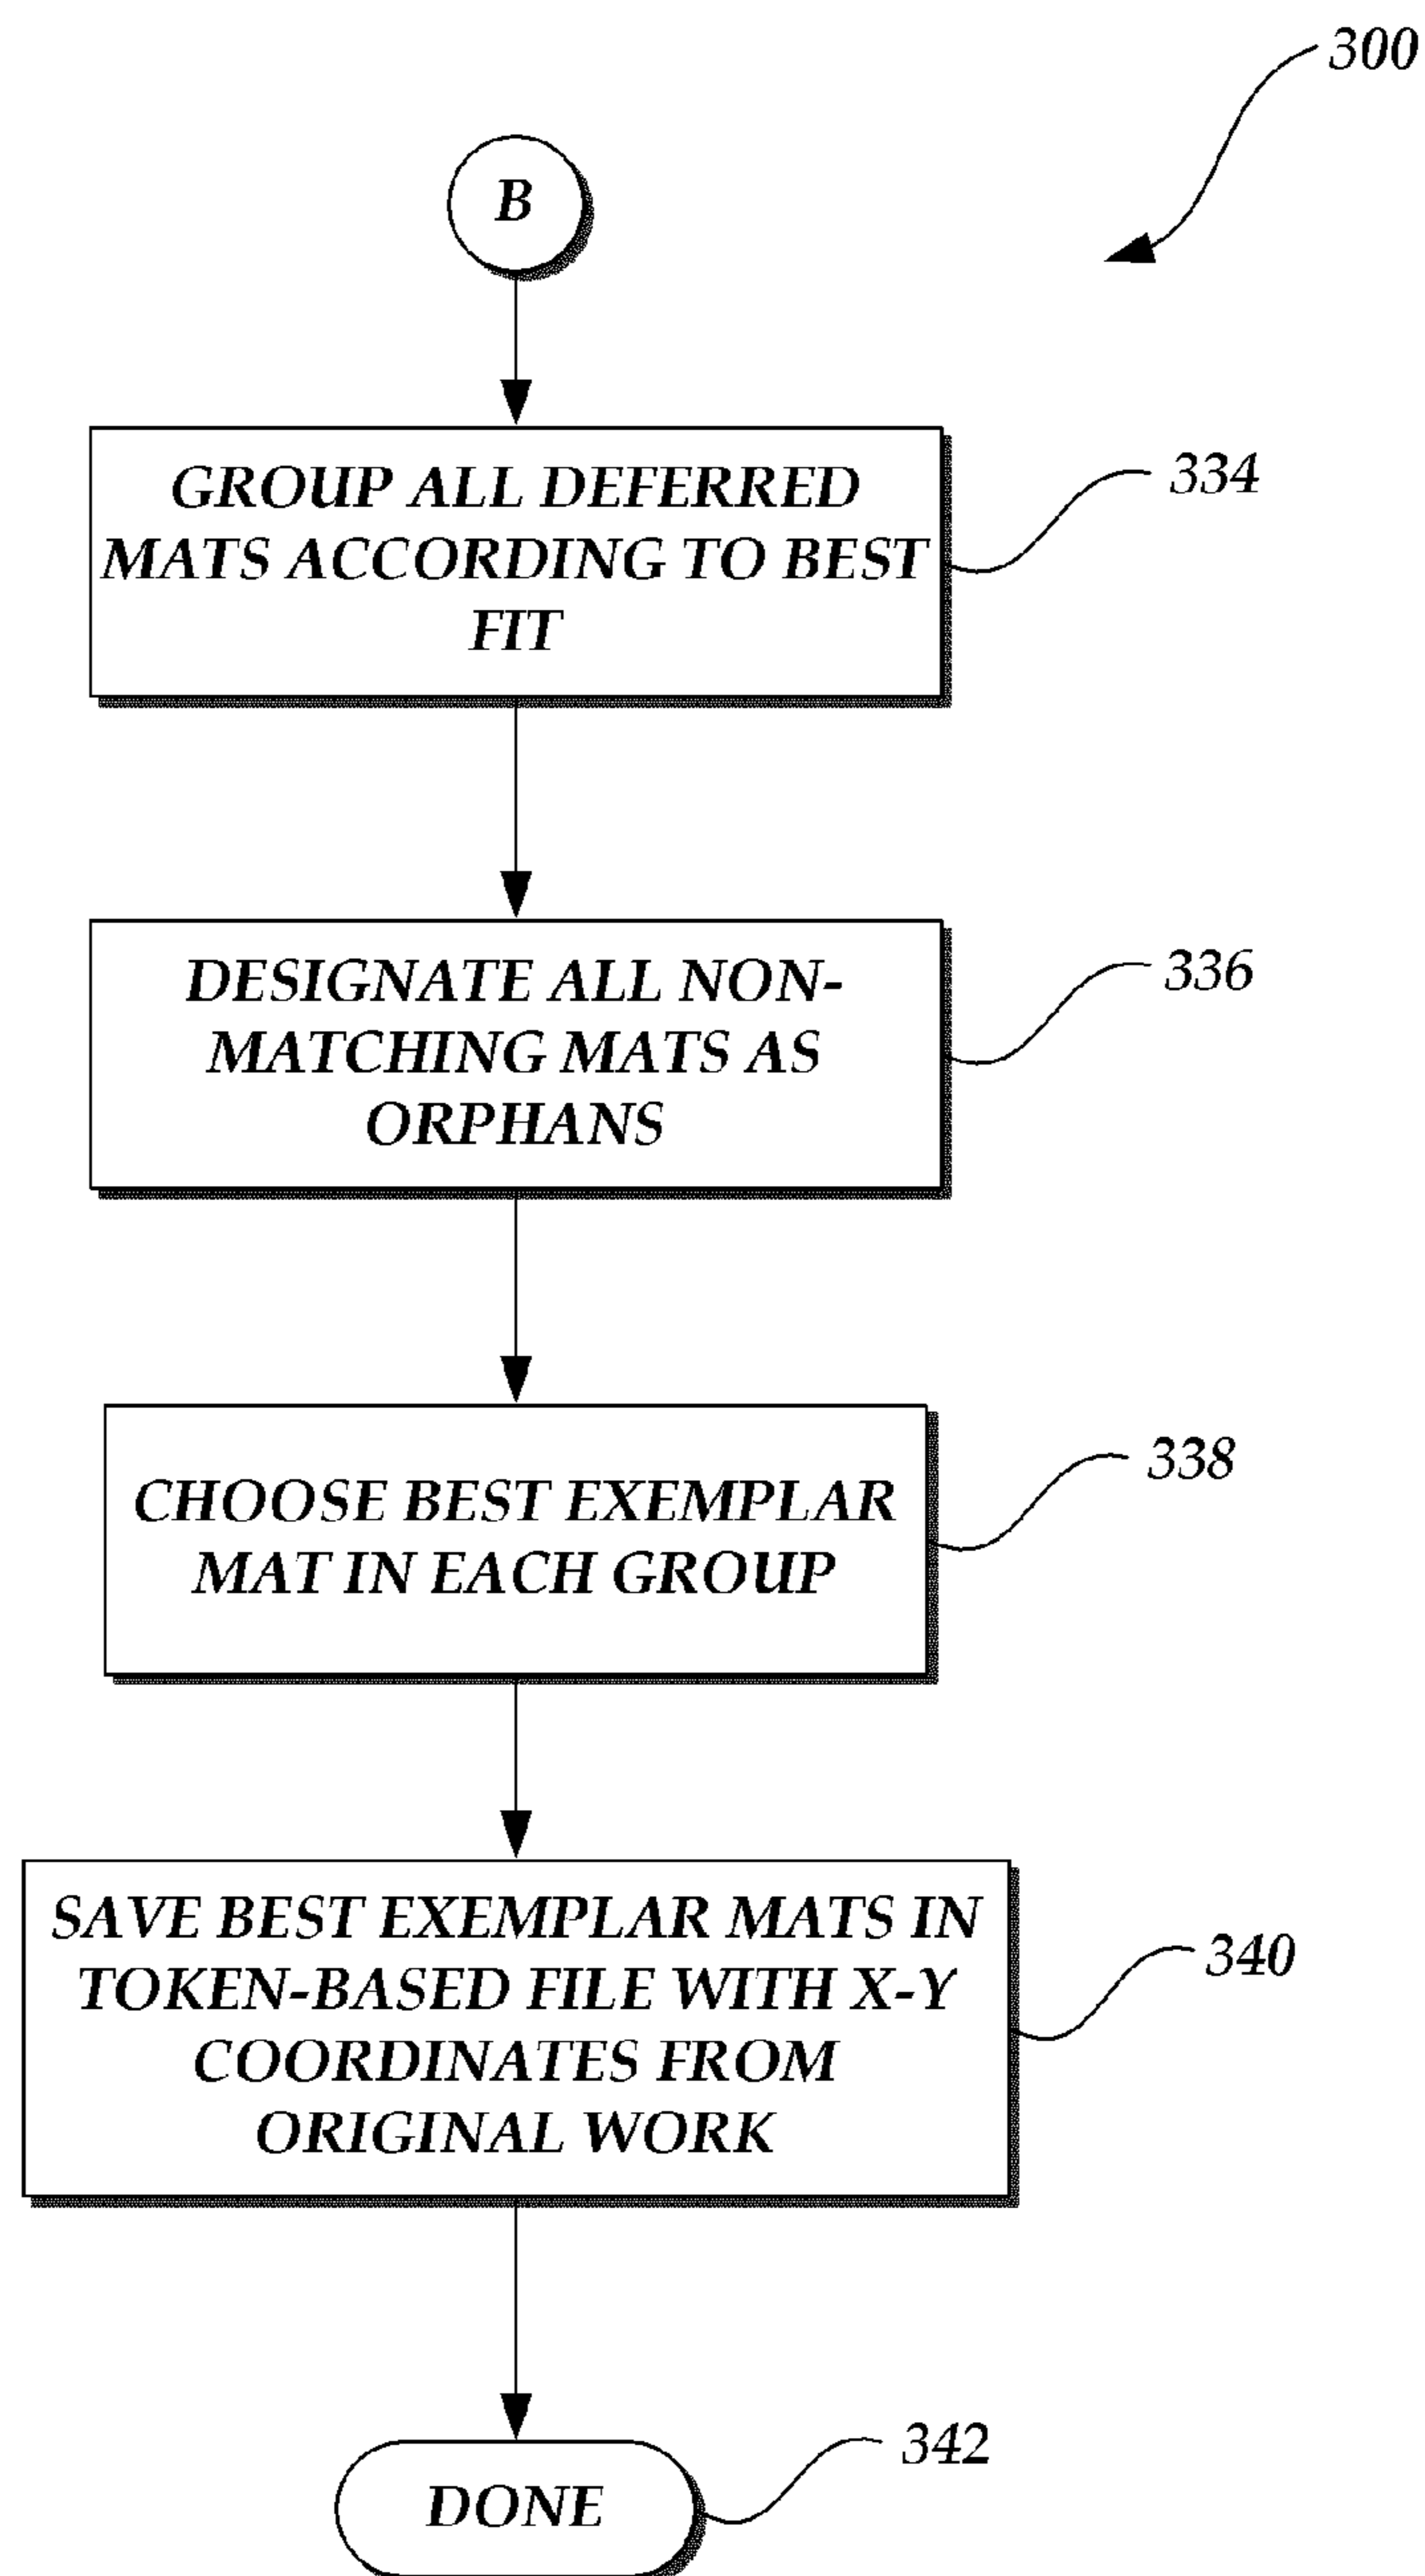 300
B
GROUP ALL DEFERRED
MATS ACCORDING TO BEST
FIT
334
DESIGNATE ALL NON-
MATCHING MATS AS
ORPHANS
336
CHOOSE BEST EXEMPLAR
MAT IN EACH GROUP
338
SAVE BEST EXEMPLAR MATS IN
TOKEN-BASED FILE WITH X-Y
COORDINATES FROM
ORIGINAL WORK
340
DONE
342